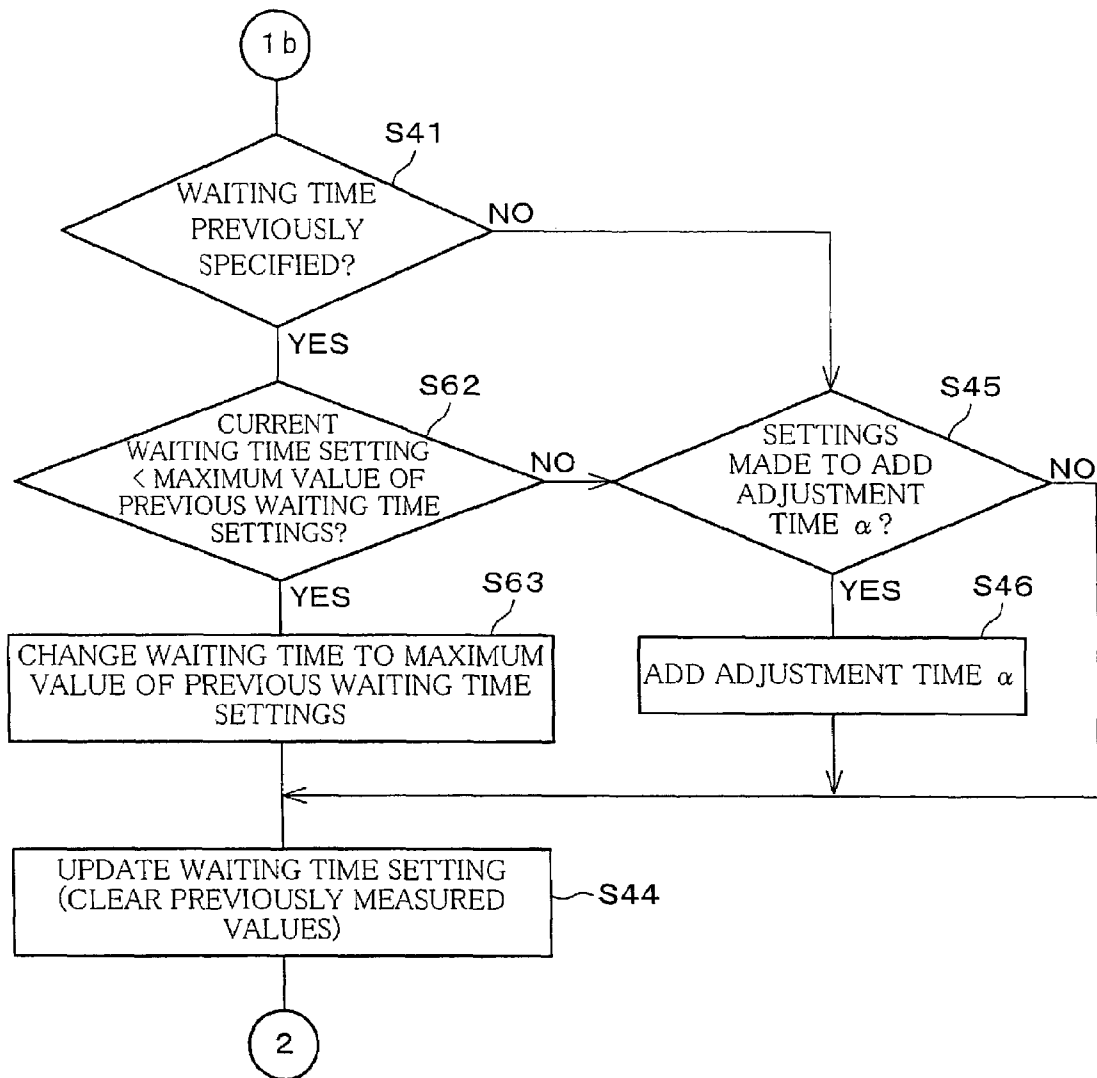 1b
S41
WAITING TIME
PREVIOUSLY
SPECIFIED?
NO
YES
S62
CURRENT
WAITING TIME SETTING
< MAXIMUM VALUE OF
PREVIOUS WAITING TIME
SETTINGS?
NO
YES
S45
SETTINGS
MADE TO ADD
ADJUSTMENT
TIME α?
NO
YES
S63
CHANGE WAITING TIME TO MAXIMUM
VALUE OF PREVIOUS WAITING TIME
SETTINGS
S46
ADD ADJUSTMENT TIME α
UPDATE WAITING TIME SETTING
(CLEAR PREVIOUSLY MEASURED
VALUES)
S44
2